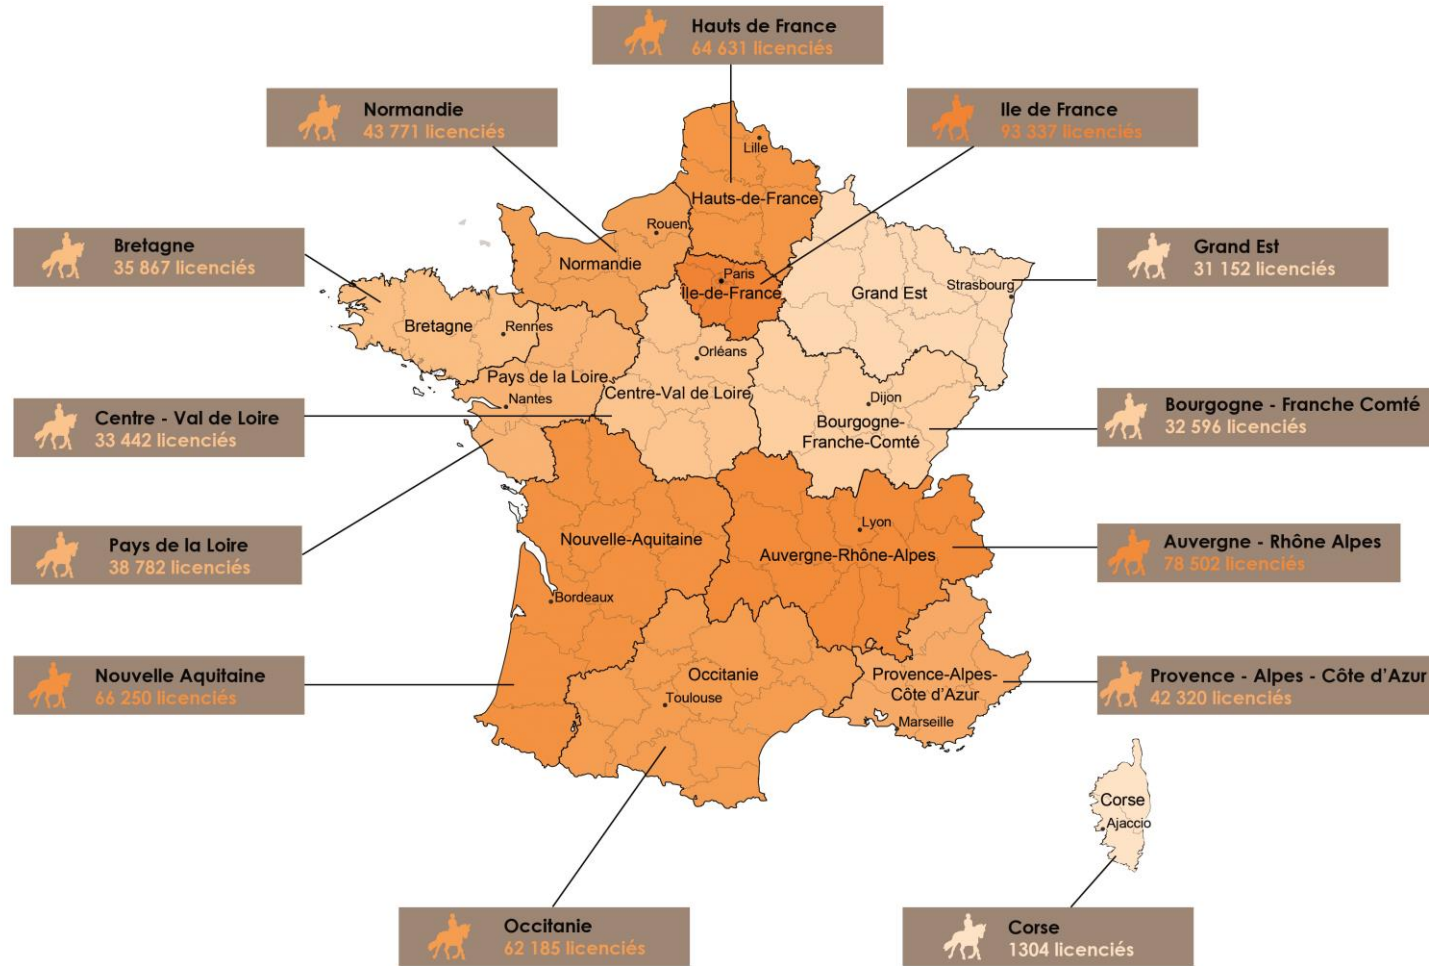 Hauts de France
64 631 licenciés
Normandie
43 771 licenciés
Ile de France
93 337 licenciés
Lille
Hauts-de-France
Rouen
Bretagne
35 867 licenciés
Normandie
Paris
Ile-de-France
Grand Est
Strasbourg
Grand Est
31 152 licenciés
Bretagne
Rennes
Orléans
Pays de la Loire
Nantes
Centre-Val de Loire
Dijon
Bourgogne-
Franche-Comté
Centre - Val de Loire
33 442 licenciés
Bourgogne - Franche Comté
32 596 licenciés
Pays de la Loire
38 782 licenciés
Nouvelle-Aquitaine
Lyon
Auvergne-Rhône-Alpes
Auvergne - Rhône Alpes
78 502 licenciés
Bordeaux
Nouvelle Aquitaine
66 250 licenciés
Occitanie
Toulouse
Provence-Alpes-
Côte d'Azur
Marseille
Provence - Alpes - Côte d'Azur
42 320 licenciés
Corse
Ajaccio
Occitanie
62 185 licenciés
Corse
1304 licenciés